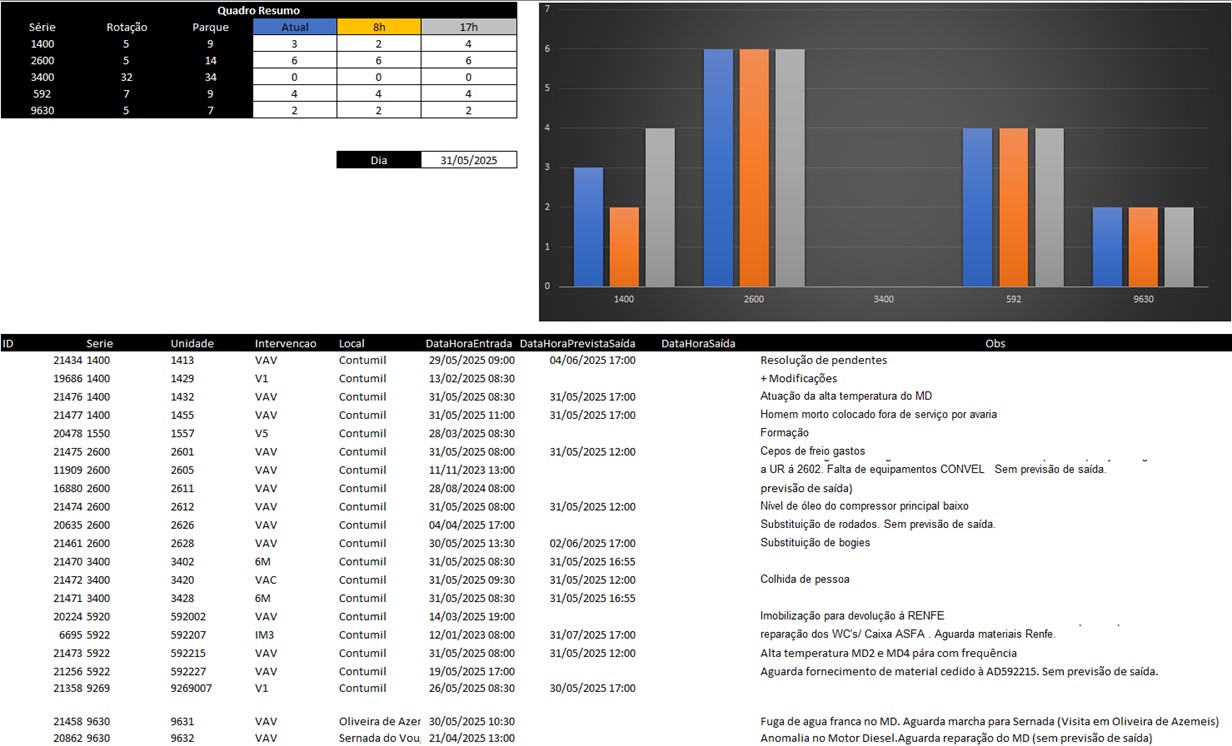 Quadro Resumo
Série Rotação Parque Atual 8h 17h
1400 5 9 3 2 4
2600 5 14 6 6 6
3400 32 34 0 0 0
592 7 9 4 4 4
9630 5 7 2 2 2
Dia 31/05/2025
7
6
5
4
3
2
1
0
1400 2600 3400 592 9630
ID Serie Unidade Intervencao Local DataHoraEntrada DataHoraPrevistaSaída DataHoraSaída Obs
21434 1400 1413 VAV Contumil 29/05/2025 09:00 04/06/2025 17:00 Resolução de pendentes
19686 1400 1429 V1 Contumil 13/02/2025 08:30 + Modificações
21476 1400 1432 VAV Contumil 31/05/2025 08:30 31/05/2025 17:00 Atuação da alta temperatura do MD
21477 1400 1455 VAV Contumil 31/05/2025 11:00 31/05/2025 17:00 Homem morto colocado fora de serviço por avaria
20478 1550 1557 V5 Contumil 28/03/2025 08:30 Formação
21475 2600 2601 VAV Contumil 31/05/2025 08:00 31/05/2025 12:00 Cepos de freio gastos
11909 2600 2605 VAV Contumil 11/11/2023 13:00 a UR á 2602. Falta de equipamentos CONVEL Sem previsão de saída.
16880 2600 2611 VAV Contumil 28/08/2024 08:00 previsão de saída)
21474 2600 2612 VAV Contumil 31/05/2025 08:00 31/05/2025 12:00 Nível de óleo do compressor principal baixo
20635 2600 2626 VAV Contumil 04/04/2025 17:00 Substituição de rodados. Sem previsão de saída.
21461 2600 2628 VAV Contumil 30/05/2025 13:30 02/06/2025 17:00 Substituição de bogies
21470 3400 3402 6M Contumil 31/05/2025 08:30 31/05/2025 16:55
21472 3400 3420 VAC Contumil 31/05/2025 09:30 31/05/2025 12:00 Colhida de pessoa
21471 3400 3428 6M Contumil 31/05/2025 08:30 31/05/2025 16:55
20224 5920 592002 VAV Contumil 14/03/2025 19:00 Imobilização para devolução à RENFE
6695 5922 592207 IM3 Contumil 12/01/2023 08:00 31/07/2025 17:00 reparação dos WC's/ Caixa ASFA . Aguarda materiais Renfe.
21473 5922 592215 VAV Contumil 31/05/2025 08:00 31/05/2025 12:00 Alta temperatura MD2 e MD4 pára com frequência
21256 5922 592227 VAV Contumil 19/05/2025 17:00 Aguarda fornecimento de material cedido à AD592215. Sem previsão de saída.
21358 9269 9269007 V1 Contumil 26/05/2025 08:30 30/05/2025 17:00
21458 9630 9631 VAV Oliveira de Azer 30/05/2025 10:30 Fuga de agua franca no MD. Aguarda marcha para Sernada (Visita em Oliveira de Azemeis)
20862 9630 9632 VAV Sernada do Vou 21/04/2025 13:00 Anomalia no Motor Diesel.Aguarda reparação do MD (sem previsão de saída)